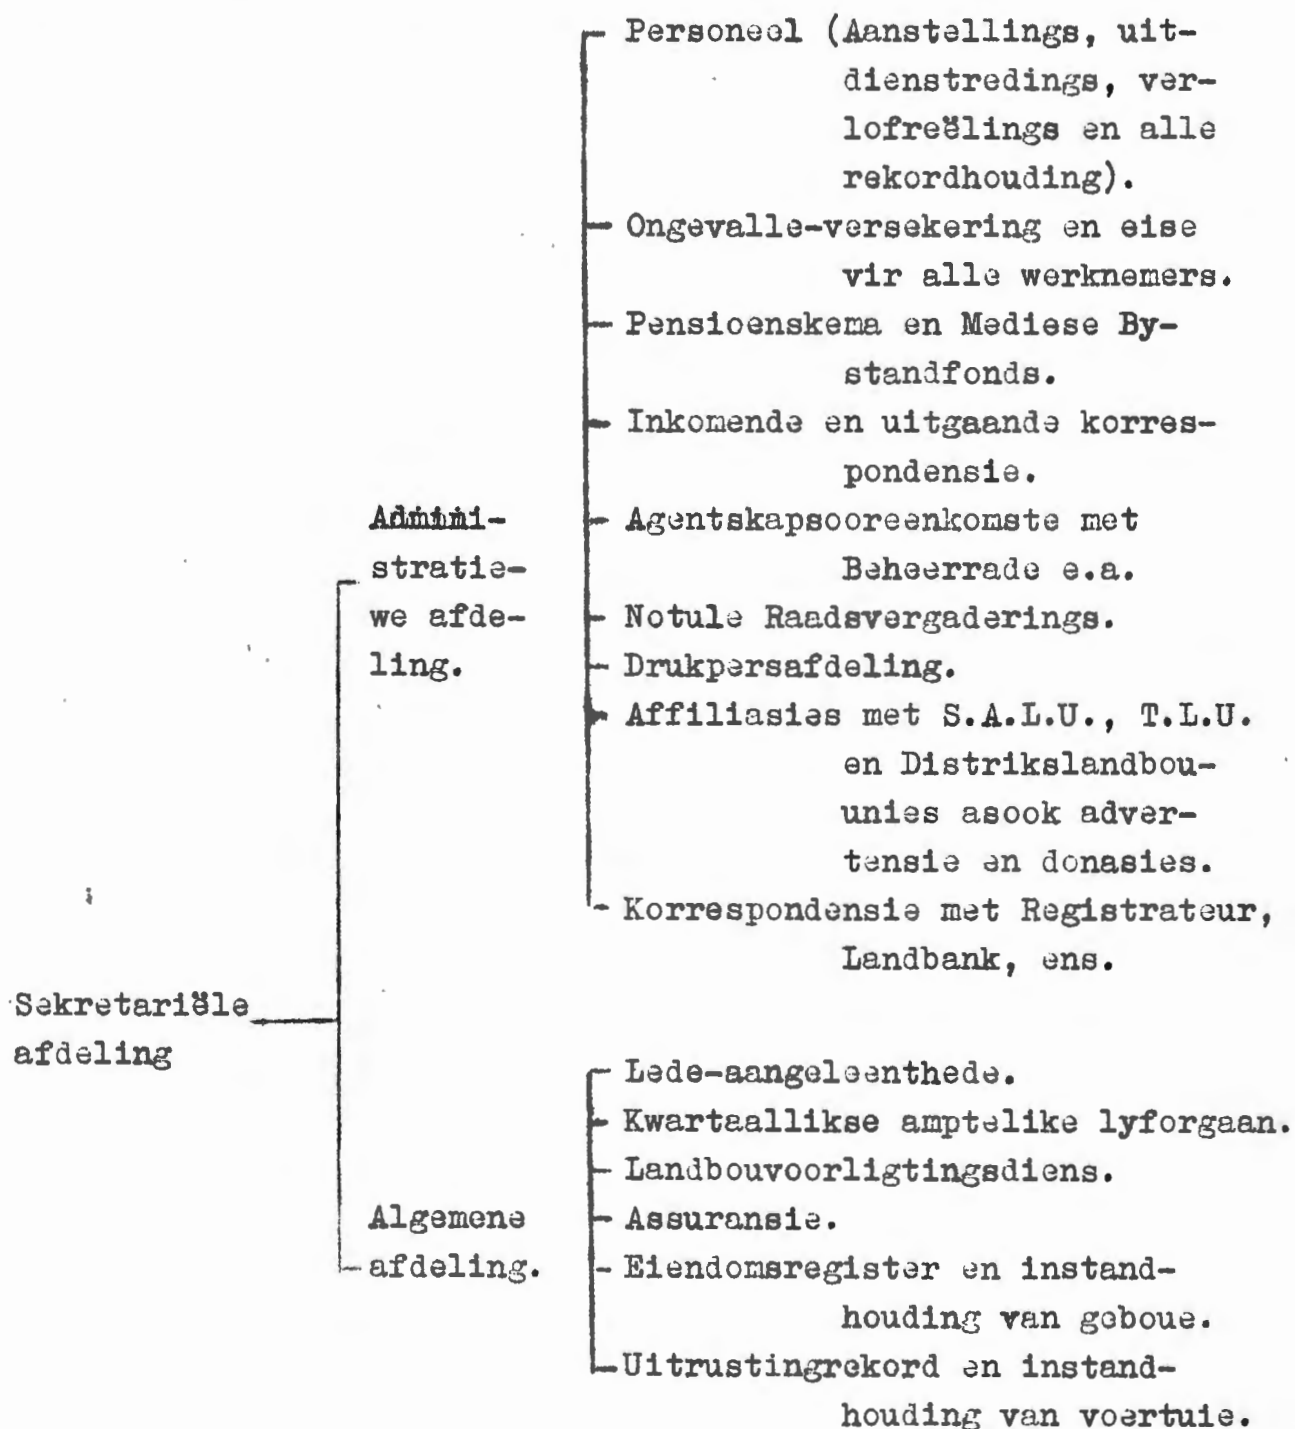 Personeel (Aanstellings, uit-
dienstredings, ver-
lofreëlings en alle
rekordhouding).
Ongevalle-versekering en eise
vir alle werknemers.
Pensioenskema en Mediese By-
standfonds.
Inkomende en uitgaande korres-
pondensie.
Agentskapsooreenkomste met
Beheerrade e.a.
Notule Raadsvergaderings.
Drukpersafdeling.
Affiliasies met S.A.L.U., T.L.U.
en Distrikslandbou-
unies asook adver-
tensie en donasies.
Korrespondensie met Registrateur,
Landbank, ens.
Admini-
stratie-
we afde-
ling.
Sekretariële
afdeling
Lede-aangeleenthede.
Kwartaallikse amptelike lyforgaan.
Landbouvoorligtingsdiens.
Assuransie.
Eiendomsregister en instand-
houding van geboue.
Uitrustingrekord en instand-
houding van voertuie.
Algemene
afdeling.